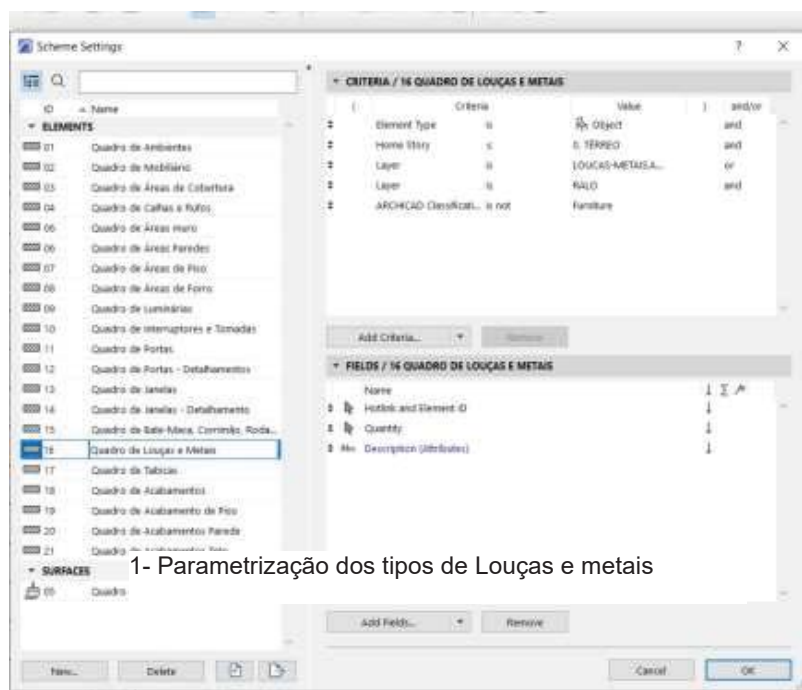 Scheme Settings
? X
ID Name
ELEMENTS
01 Quadro de Ambientes
02 Quadro de Mobiliário
03 Quadro de Áreas de Cobertura
04 Quadro de Calhas e Rufos
06 Quadro de Áreas muro
06 Quadro de Áreas Paredes
07 Quadro de Áreas de Piso
08 Quadro de Áreas de Forro
09 Quadro de Luminárias
10 Quadro de Interruptores e Tomadas
11 Quadro de Portas
12 Quadro de Portas - Detalhamentos
13 Quadro de Janelas
14 Quadro de Janelas - Detalhamento
15 Quadro de Bate-Maca, Corrimão, Roda...
16 Quadro de Louças e Metais
17 Quadro de Tabicas
18 Quadro de Acabamentos
19 Quadro de Acabamento de Piso
20 Quadro de Acabamentos Parede
21 Quadro de Acabamentos Teto
SURFACES
05 Quadro
New... Delete
CRITERIA / 16 QUADRO DE LOUÇAS E METAIS
( Criteria Value ) and/or
Element Type is Object and
Home Story ≤ 0. TÉRREO and
Layer is LOUCAS-METAIS.A... or
Layer is RALO and
ARCHICAD Classificati... is not Furniture
Add Criteria... Remove
FIELDS / 16 QUADRO DE LOUÇAS E METAIS
Name
Hotlink and Element ID
Quantity
Description (Attributes)
1- Parametrização dos tipos de Louças e metais
Add Fields... Remove
Cancel OK